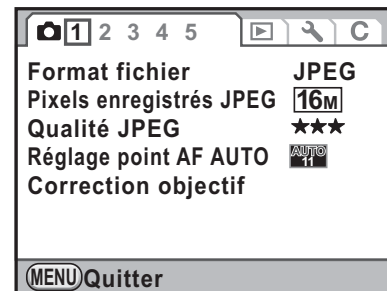 1 2 3 4 5 C
Format fichier JPEG
Pixels enregistrés JPEG 16M
Qualité JPEG ★★★
Réglage point AF AUTO AUTO 11
Correction objectif
MENU Quitter